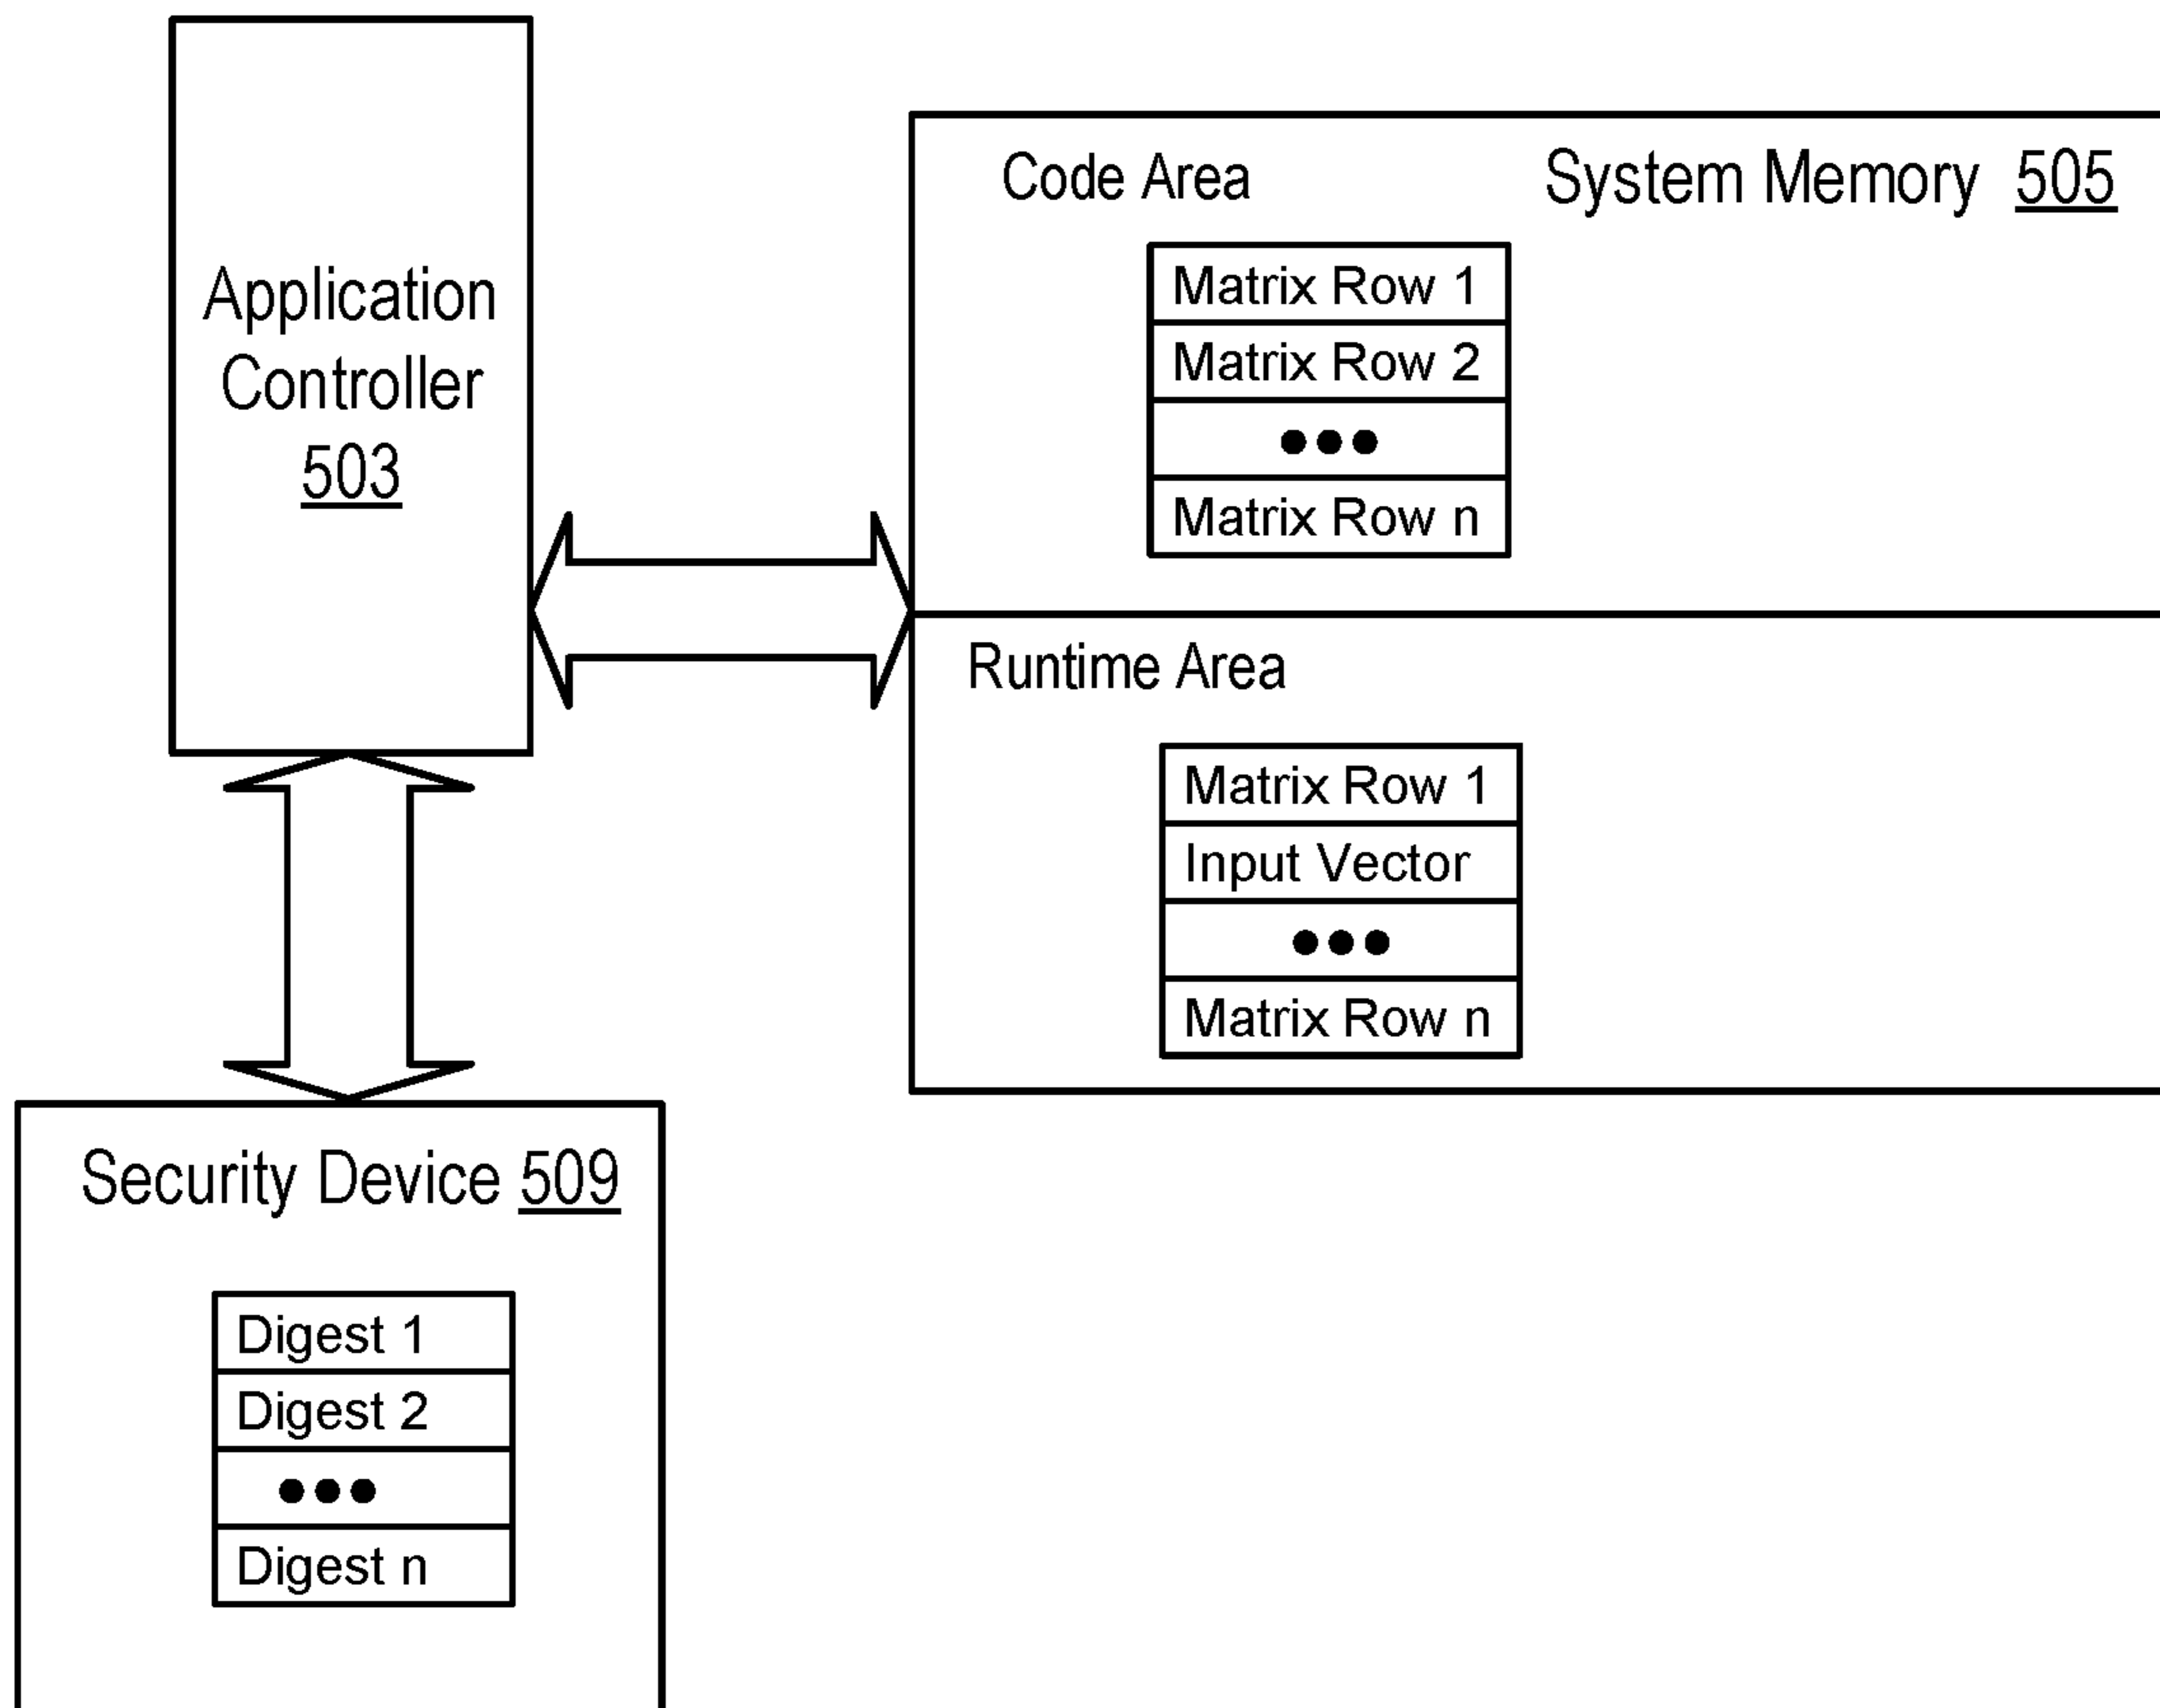 Application
Controller
503
Code Area
System Memory 505
Matrix Row 1
Matrix Row 2
●●●
Matrix Row n
Runtime Area
Matrix Row 1
Input Vector
●●●
Matrix Row n
Security Device 509
Digest 1
Digest 2
●●●
Digest n